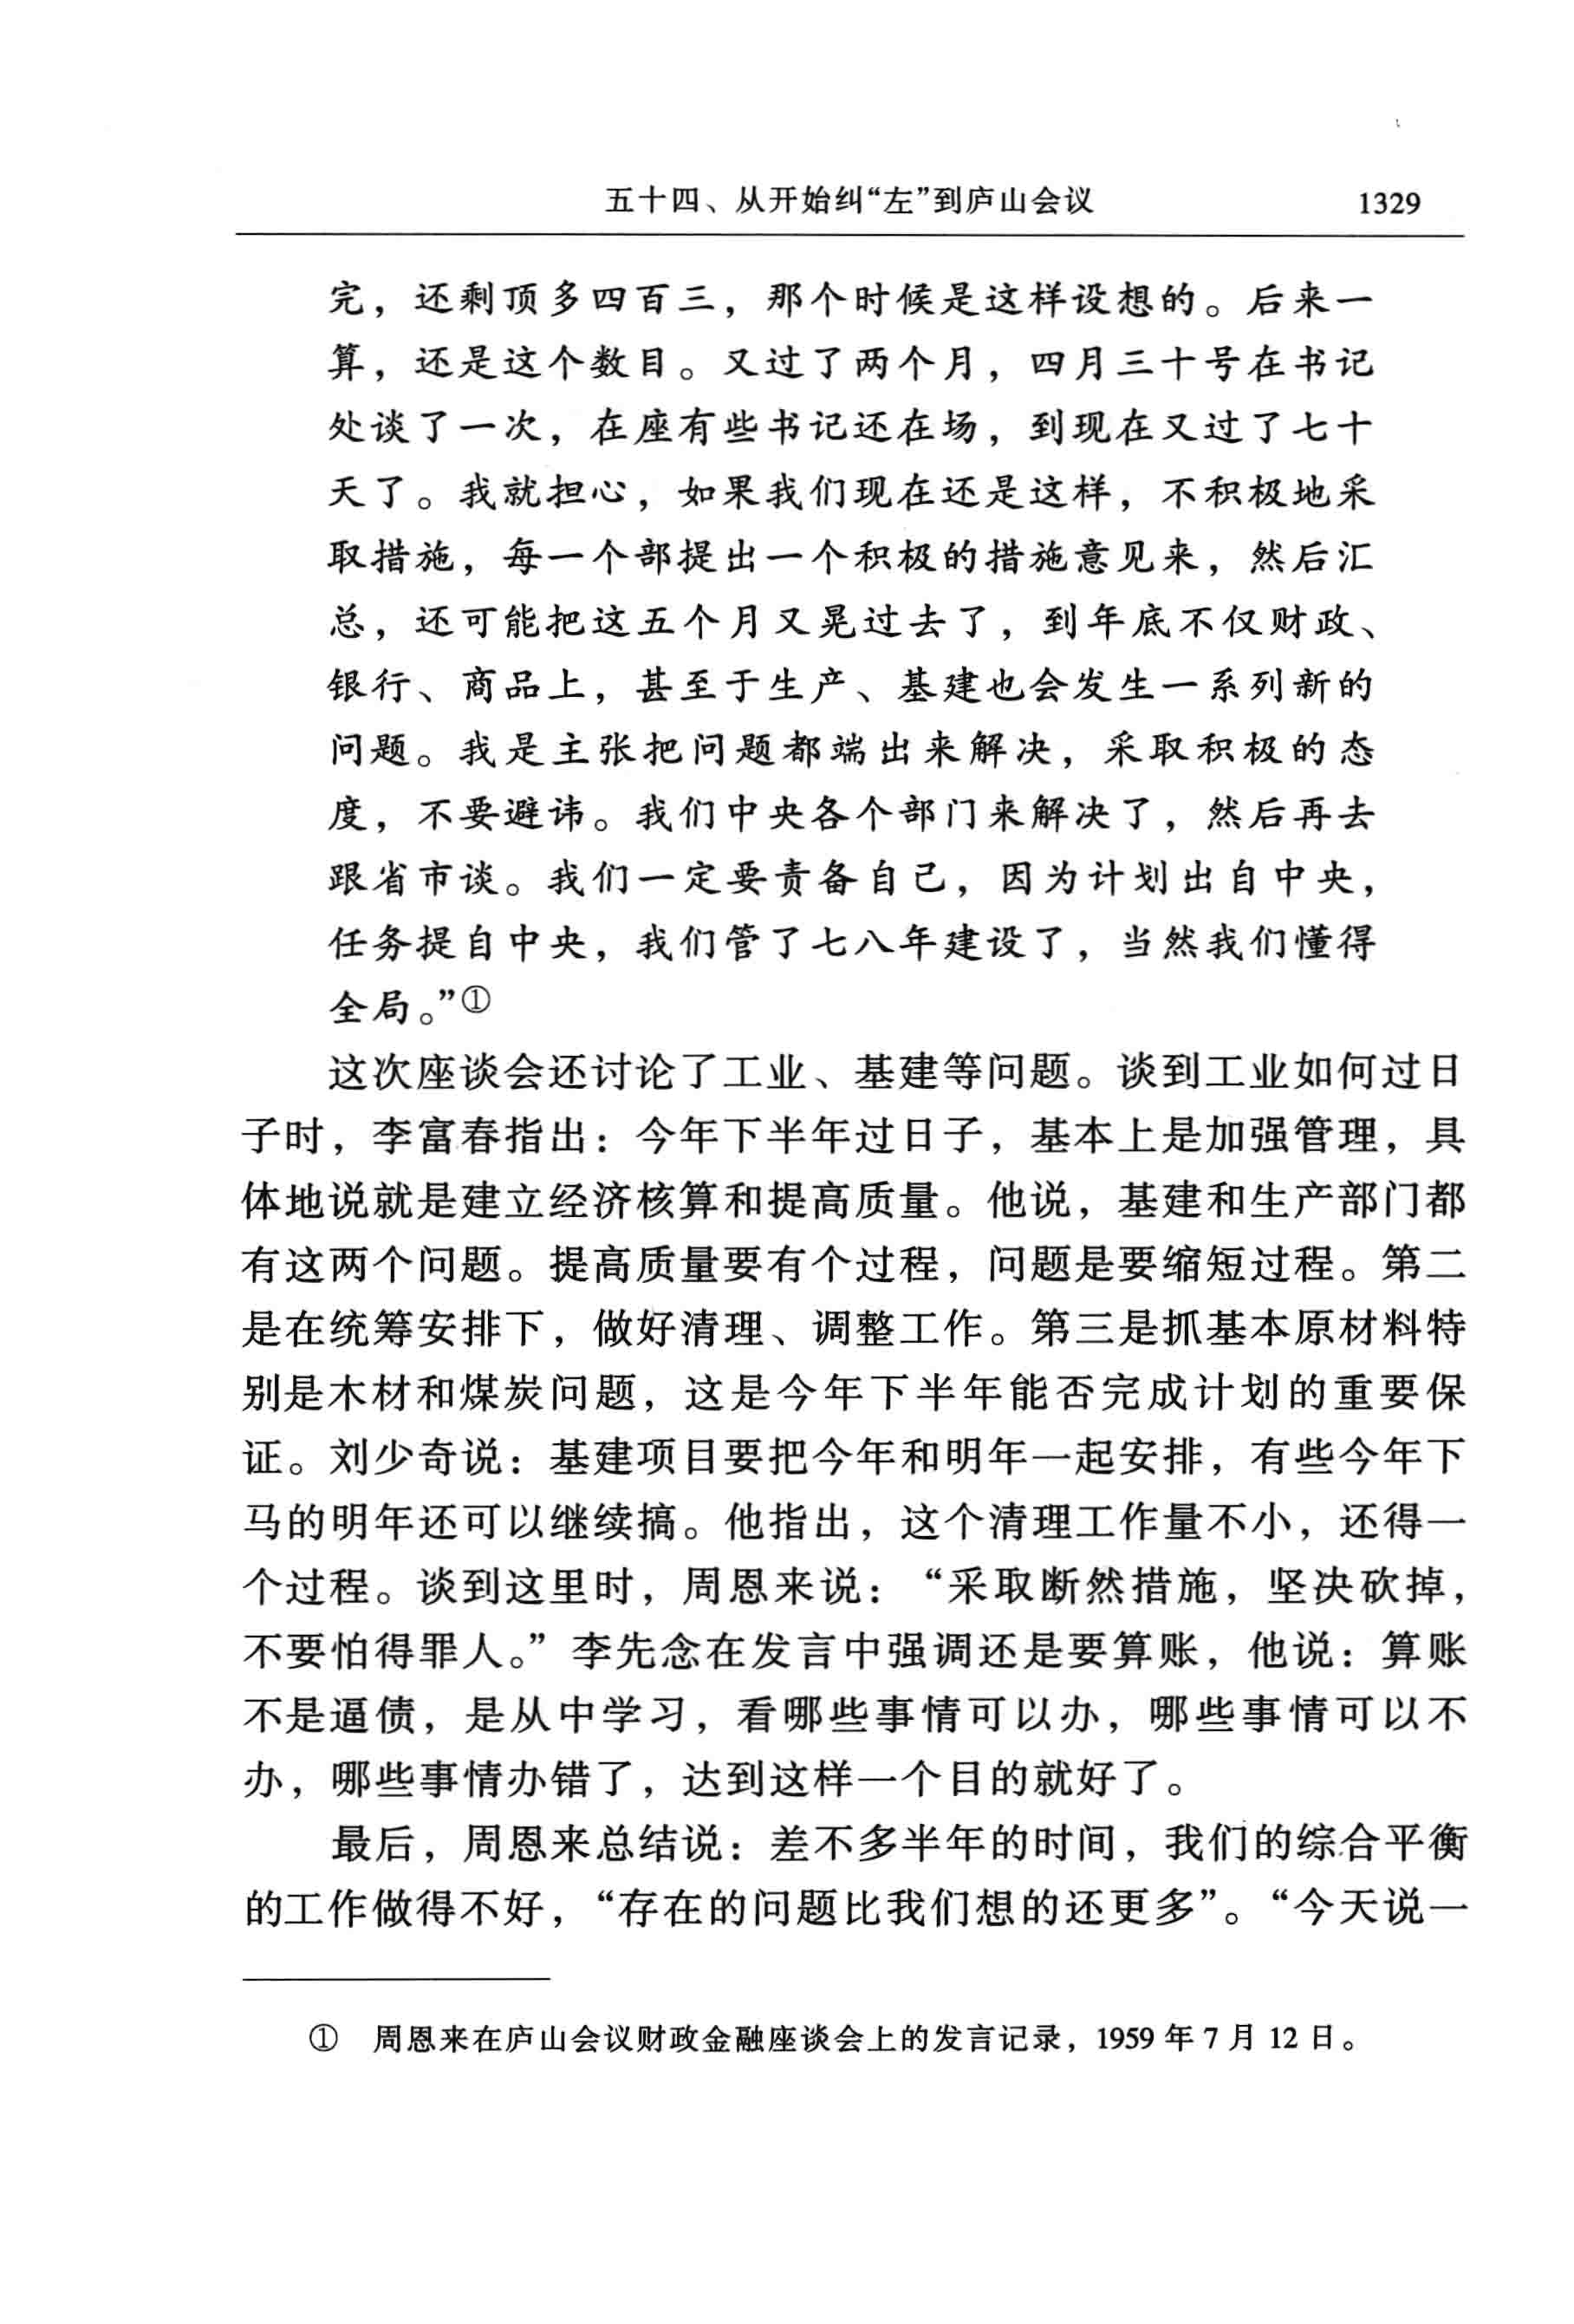 五十四、从开始纠“左”到庐山会议 1329
完，还剩顶多四百三，那个时候是这样设想的。后来一
算，还是这个数目。又过了两个月，四月三十号在书记
处谈了一次，在座有些书记还在场，到现在又过了七十
天了。我就担心，如果我们现在还是这样，不积极地采
取措施，每一个部提出一个积极的措施意见来，然后汇
总，还可能把这五个月又晃过去了，到年底不仅财政、
银行、商品上，甚至于生产、基建也会发生一系列新的
问题。我是主张把问题都端出来解决，采取积极的态
度，不要避讳。我们中央各个部门来解决了，然后再去
跟省市谈。我们一定要责备自己，因为计划出自中央，
任务提自中央，我们管了七八年建设了，当然我们懂得
全局。”①
这次座谈会还讨论了工业、基建等问题。谈到工业如何过日
子时，李富春指出：今年下半年过日子，基本上是加强管理，具
体地说就是建立经济核算和提高质量。他说，基建和生产部门都
有这两个问题。提高质量要有个过程，问题是要缩短过程。第二
是在统筹安排下，做好清理、调整工作。第三是抓基本原材料特
别是木材和煤炭问题，这是今年下半年能否完成计划的重要保
证。刘少奇说：基建项目要把今年和明年一起安排，有些今年下
马的明年还可以继续搞。他指出，这个清理工作量不小，还得一
个过程。谈到这里时，周恩来说：“采取断然措施，坚决砍掉，
不要怕得罪人。”李先念在发言中强调还是要算账，他说：算账
不是逼债，是从中学习，看哪些事情可以办，哪些事情可以不
办，哪些事情办错了，达到这样一个目的就好了。
最后，周恩来总结说：差不多半年的时间，我们的综合平衡
的工作做得不好，“存在的问题比我们想的还更多”。“今天说一
① 周恩来在庐山会议财政金融座谈会上的发言记录，1959 年 7 月 12 日。